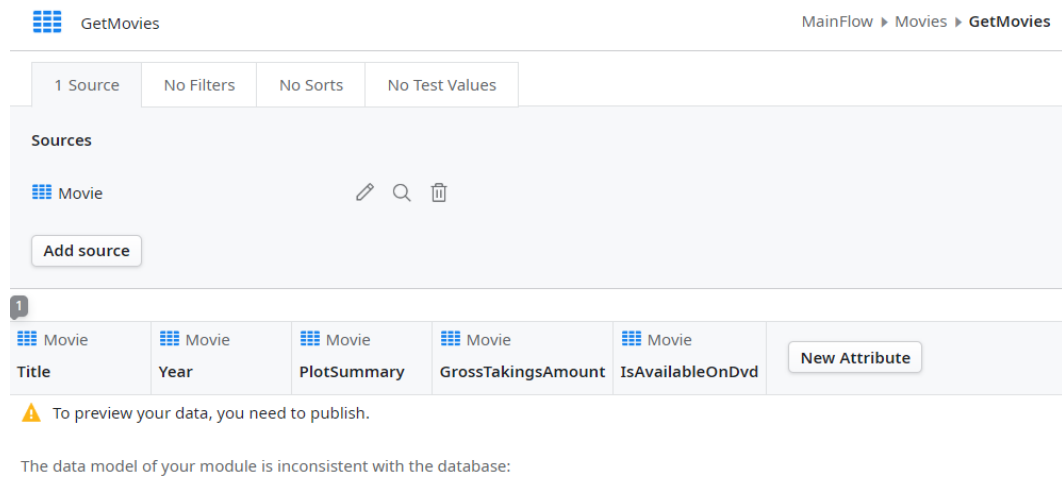 GetMovies
MainFlow Movies GetMovies
1 Source No Filters No Sorts No Test Values
Sources
Movie
Add source
1
Movie Movie Movie Movie Movie
Title Year PlotSummary GrossTakingsAmount IsAvailableOnDvd New Attribute
To preview your data, you need to publish.
The data model of your module is inconsistent with the database: